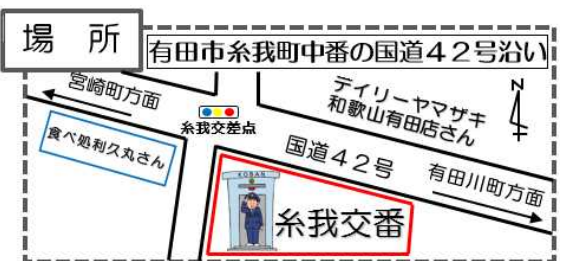 場 所
有田市糸我町中番の国道42号沿い
宮崎町方面
糸我交差点
デイリーヤマザキ
和歌山有田店さん
N
食べ処利久丸さん
国道42号
有田川町方面
KOBAN
糸我交番